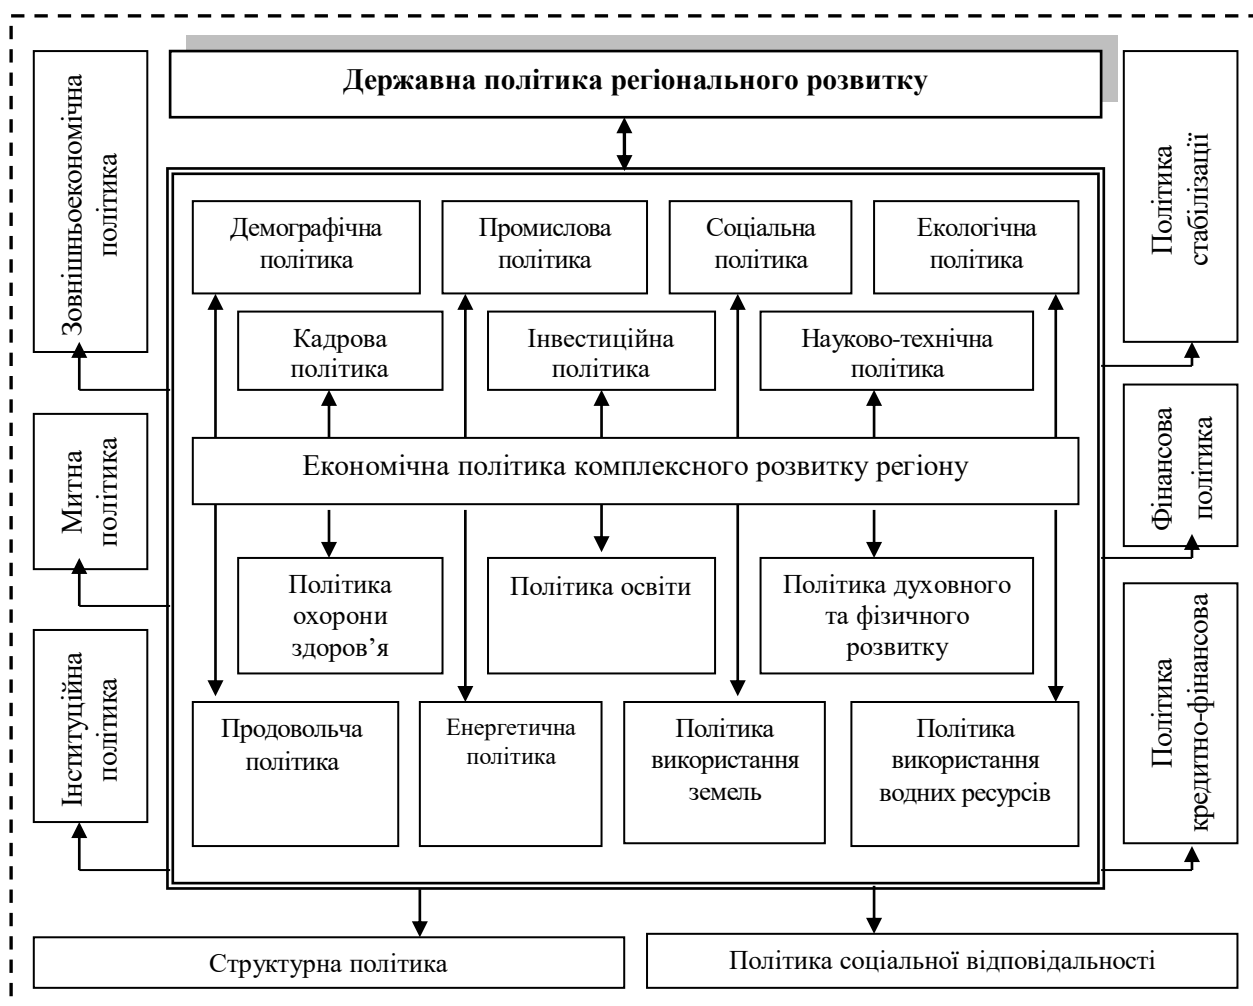 Державна політика регіонального розвитку
Зовнішньоекономічна
політика
Політика
стабілізації
Демографічна
політика
Промислова
політика
Соціальна
політика
Екологічна
політика
Кадрова
політика
Інвестиційна
політика
Науково-технічна
політика
Митна
політика
Економічна політика комплексного розвитку регіону
Фінансова
політика
Політика
охорони
здоров’я
Політика освіти
Політика духовного
та фізичного
розвитку
Інституційна
політика
Політика
кредитно-фінансова
Продовольча
політика
Енергетична
політика
Політика
використання
земель
Політика
використання
водних ресурсів
Структурна політика
Політика соціальної відповідальності